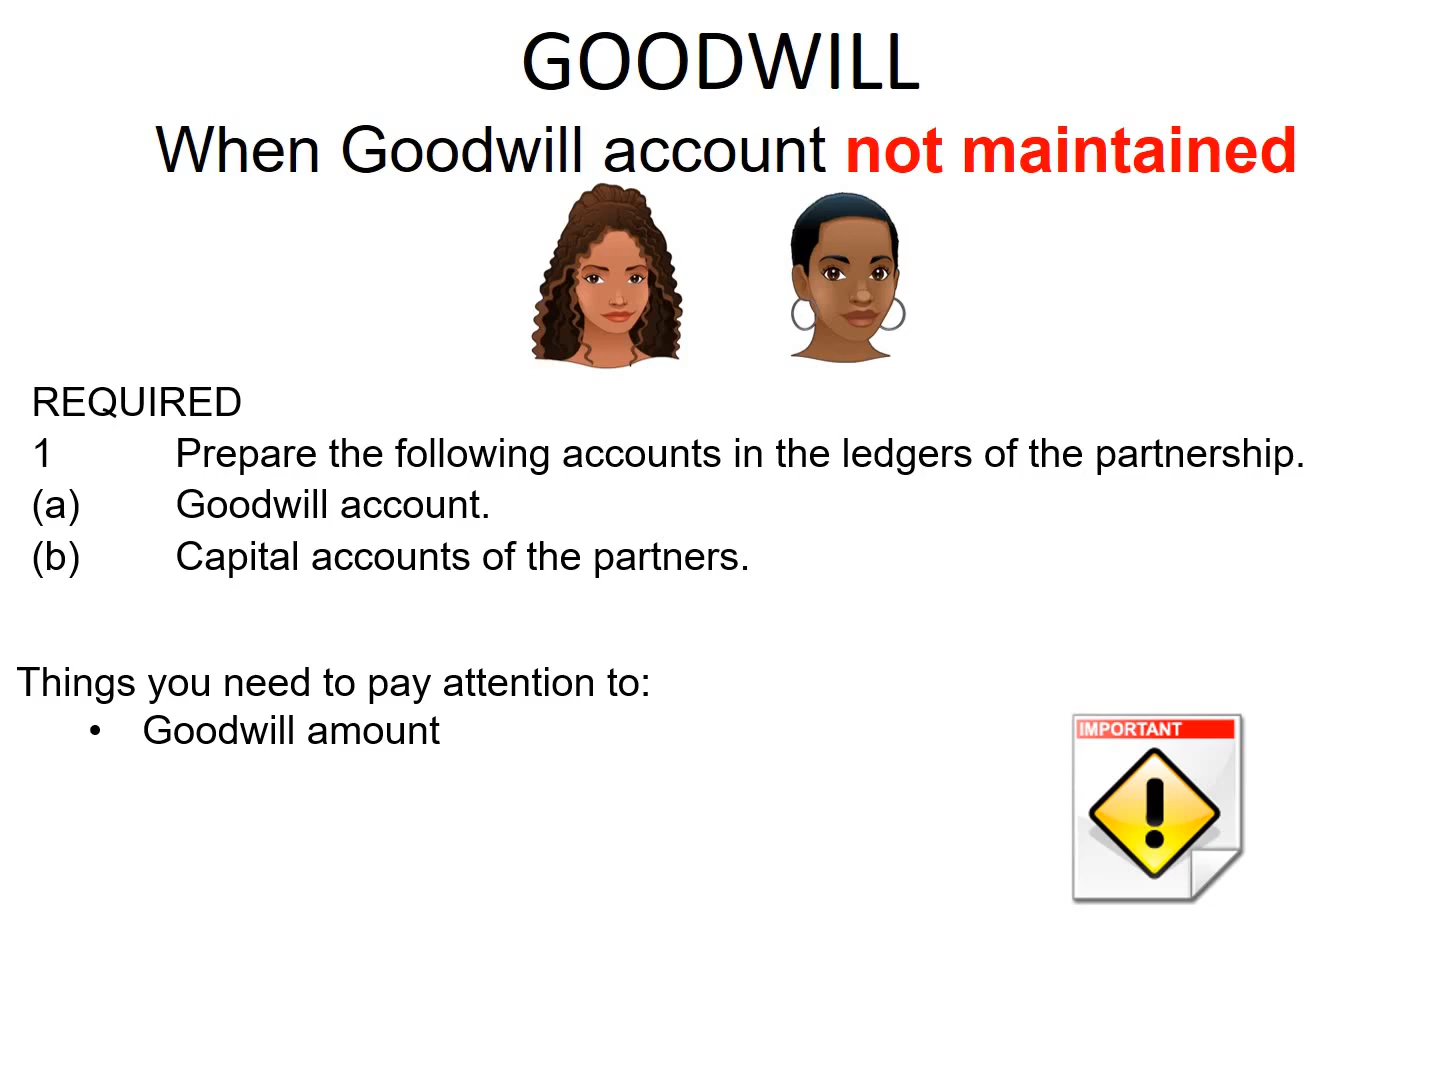 GOODWILL
When Goodwill account not maintained
REQUIRED
1 Prepare the following accounts in the ledgers of the partnership.
(a) Goodwill account.
(b) Capital accounts of the partners.
Things you need to pay attention to:
• Goodwill amount
IMPORTANT